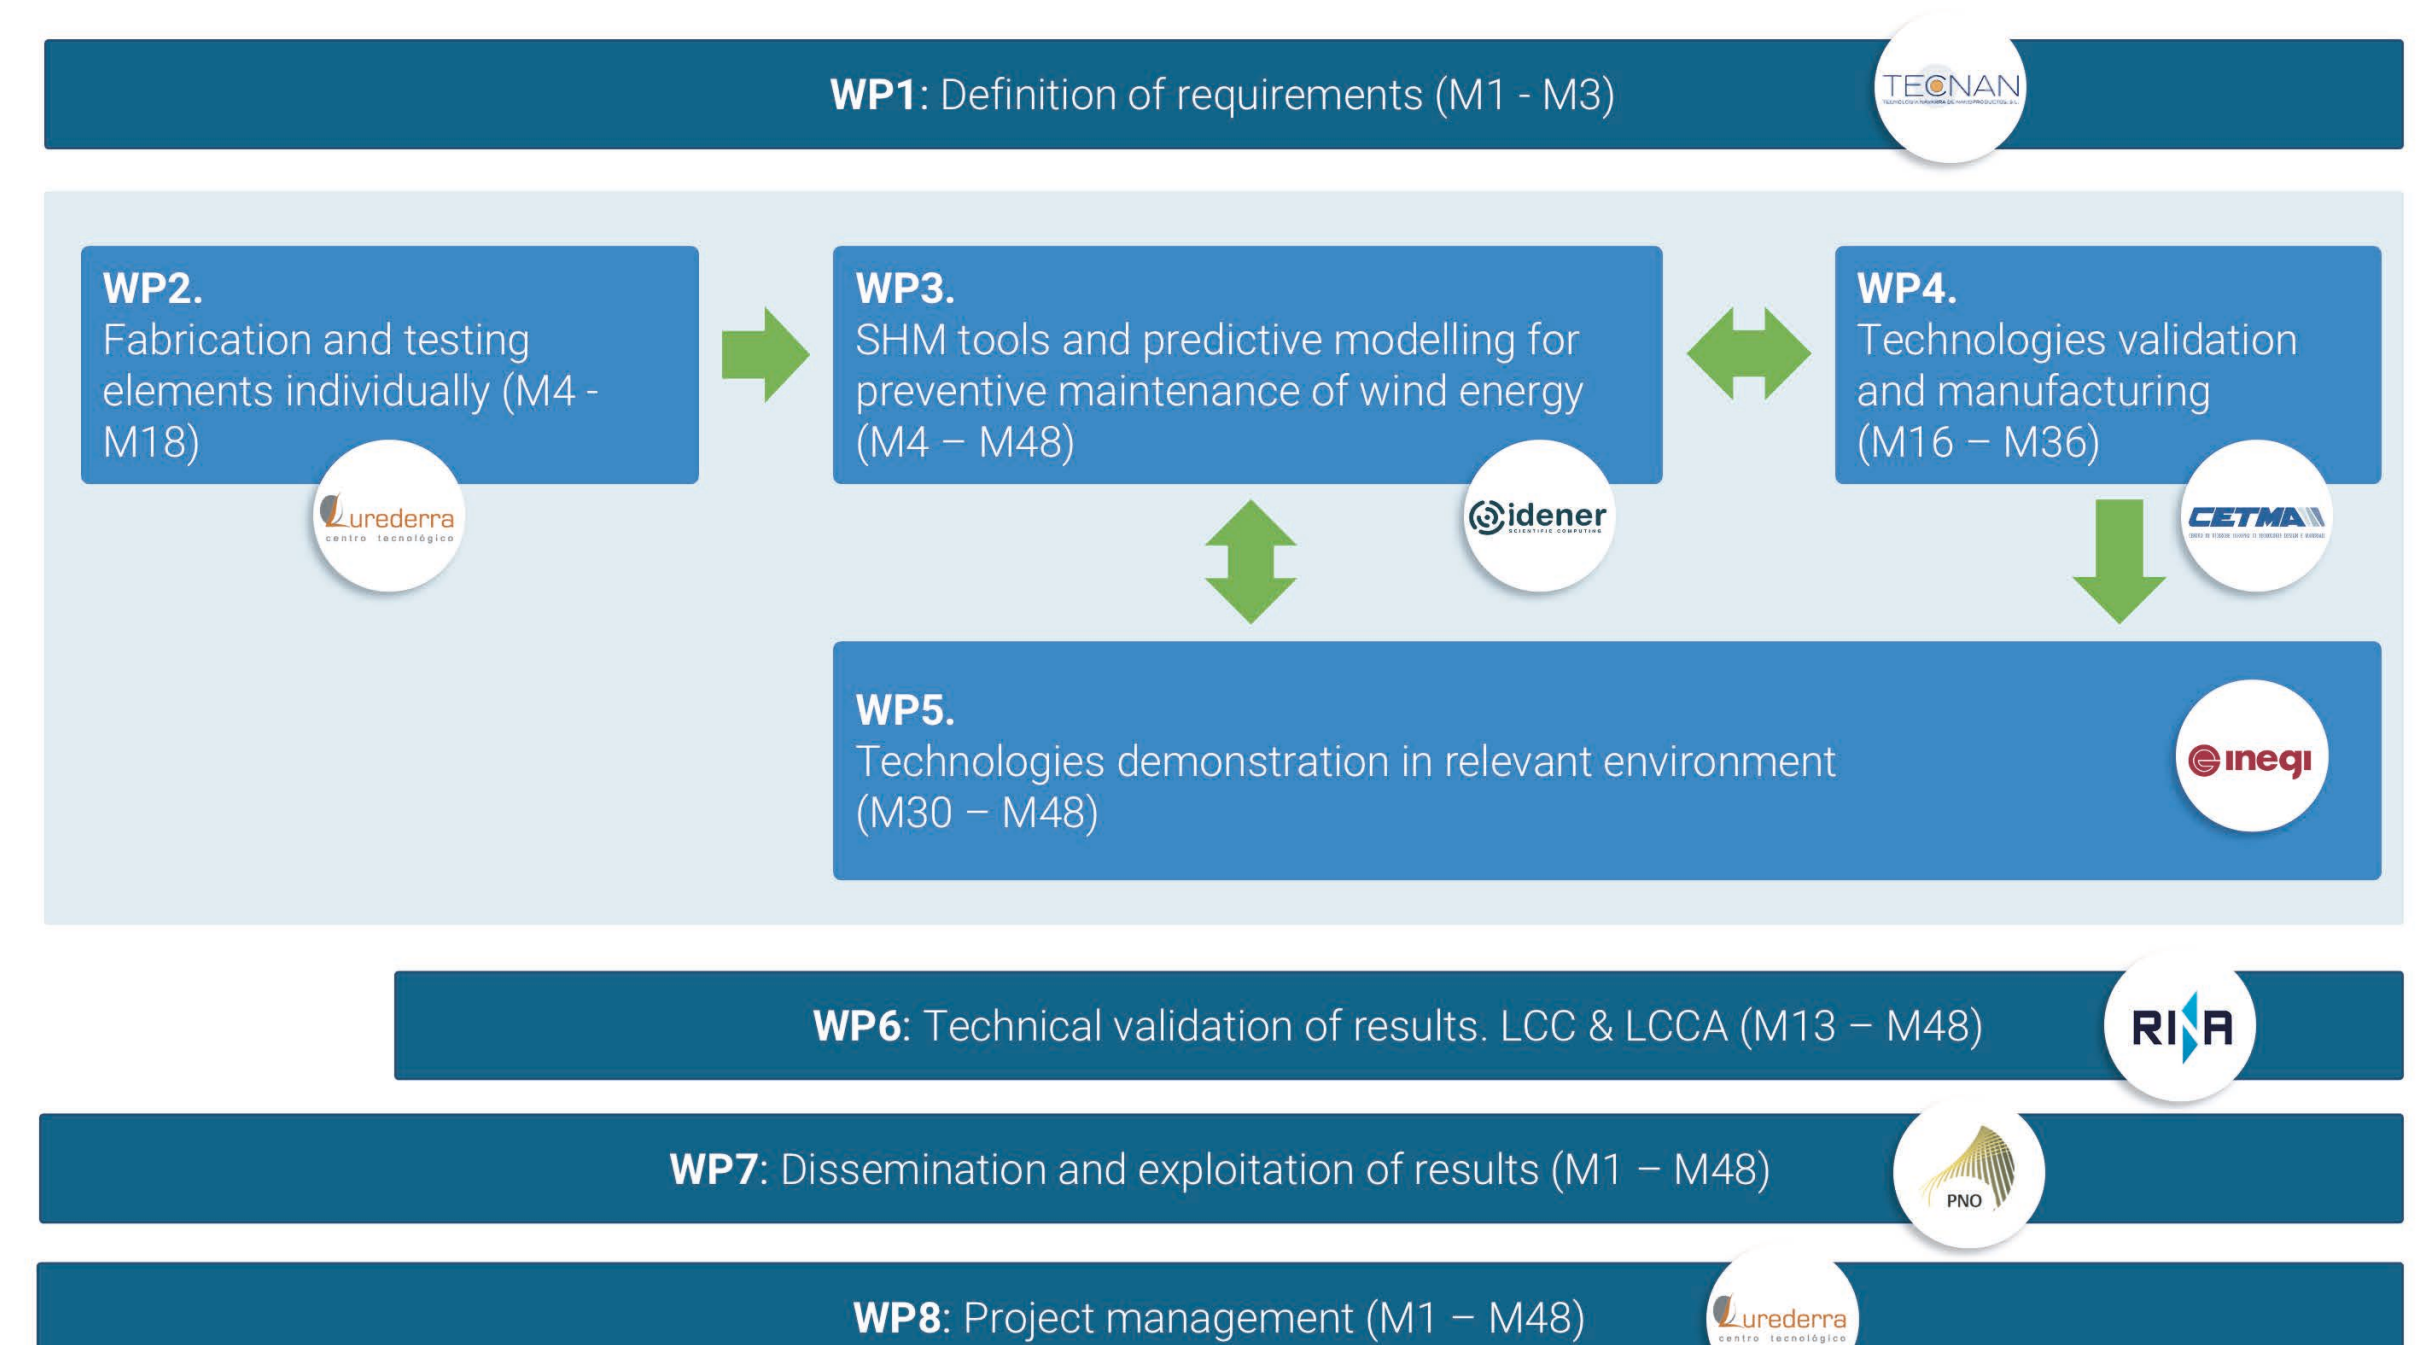 WP1: Definition of requirements (M1 - M3)
TECNAN
WP2.
Fabrication and testing
elements individually (M4 -
M18)
Lurederra
centro tecnológico
WP3.
SHM tools and predictive modelling for
preventive maintenance of wind energy
(M4 – M48)
idener
SCIENTIFIC COMPUTING
WP4.
Technologies validation
and manufacturing
(M16 – M36)
CETMA
WP5.
Technologies demonstration in relevant environment
(M30 – M48)
inegi
WP6: Technical validation of results. LCC & LCCA (M13 – M48)
RINA
WP7: Dissemination and exploitation of results (M1 – M48)
PNO
WP8: Project management (M1 – M48)
Lurederra
centro tecnológico